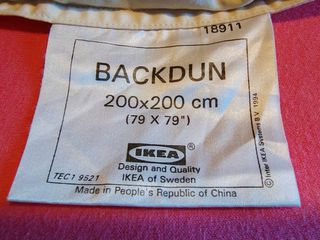 18911
BACKDUN
200x200 cm
(79 X 79")
IKEA®
Design and Quality
IKEA of Sweden
TEC1 9521
© Inter IKEA Systems B.V. 1994
Made in People's Republic of China